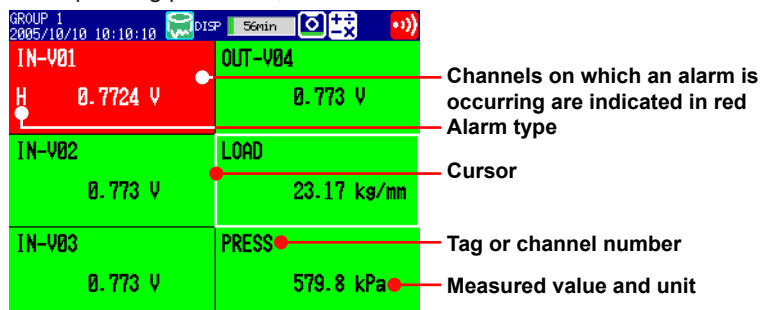 GROUP 1
2005/10/10 10:10:10
DISP
56min
IN-V01
H 0.7724 V
OUT-V04
0.773 V
IN-V02
0.773 V
LOAD
23.17 kg/mm
IN-V03
0.773 V
PRESS
579.8 kPa
Channels on which an alarm is
occurring are indicated in red
Alarm type
Cursor
Tag or channel number
Measured value and unit